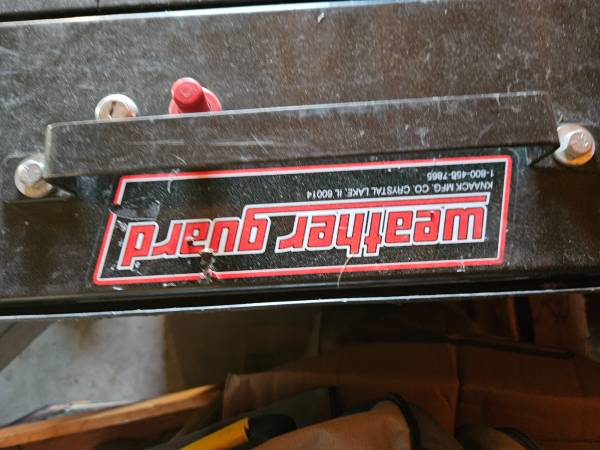 weather guard
KNAACK MFG. CO. CRYSTAL LAKE, IL 60014
1-800-456-7865